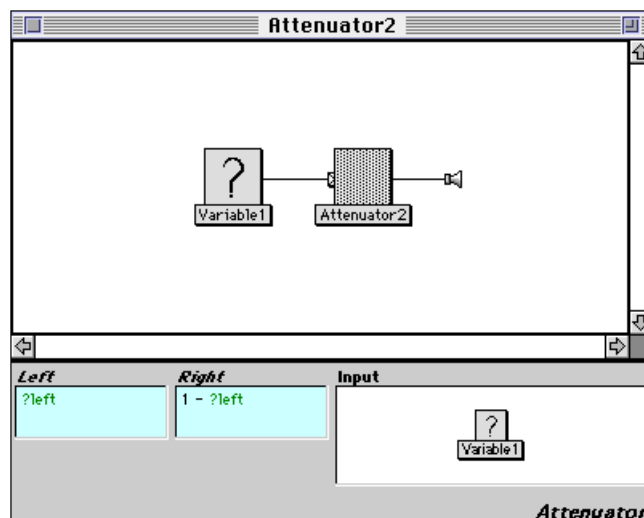 Attenuator2
?
Variable1
Attenuator2
Left
Right
Input
?left
1 - ?left
?
Variable1
Attenuator